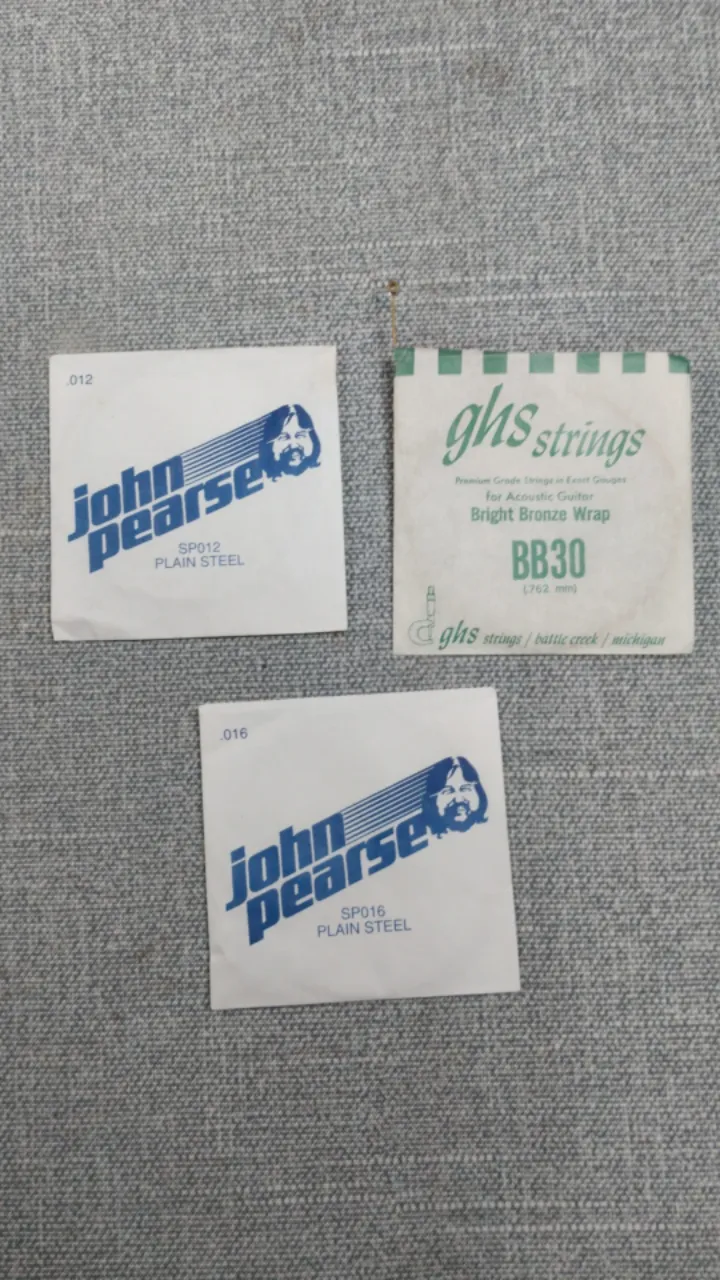 .012
john
pearse
SP012
PLAIN STEEL
ghs strings
Premium Grade Strings in Exact Gauges
for Acoustic Guitar
Bright Bronze Wrap
BB30
(.762 mm)
ghs strings / battle creek / michigan
.016
john
pearse
SP016
PLAIN STEEL